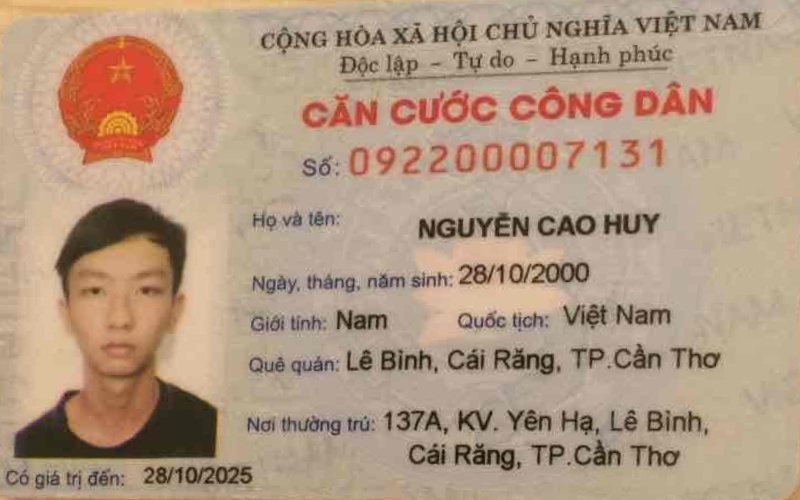 CỘNG HÒA XÃ HỘI CHỦ NGHĨA VIỆT NAM
Độc lập - Tự do - Hạnh phúc
CĂN CƯỚC CÔNG DÂN
Số: 092200007131
Họ và tên: NGUYỄN CAO HUY
Ngày, tháng, năm sinh: 28/10/2000
Giới tính: Nam Quốc tịch: Việt Nam
Quê quán: Lê Bình, Cái Răng, TP.Cần Thơ
Nơi thường trú: 137A, KV. Yên Hạ, Lê Bình,
Cái Răng, TP.Cần Thơ
Có giá trị đến: 28/10/2025